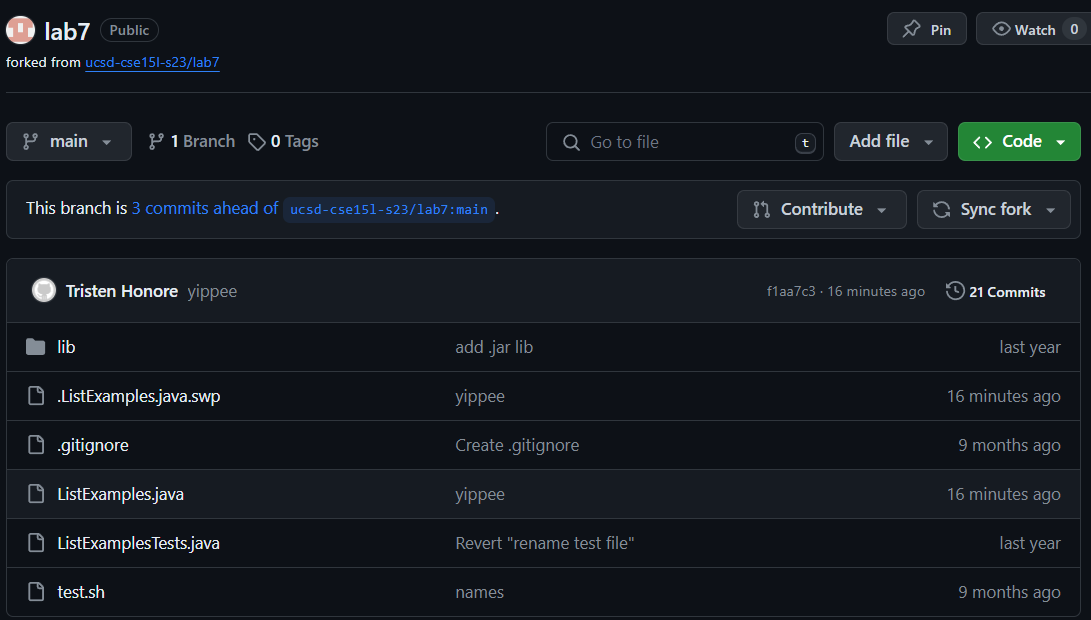 lab7 Public Pin Watch 0
forked from ucsd-cse15l-s23/lab7
main 1 Branch 0 Tags Go to file t Add file Code
This branch is 3 commits ahead of ucsd-cse15l-s23/lab7:main .
Contribute Sync fork
Tristen Honore yippee f1aa7c3 · 16 minutes ago 21 Commits
lib add .jar lib last year
.ListExamples.java.swp yippee 16 minutes ago
.gitignore Create .gitignore 9 months ago
ListExamples.java yippee 16 minutes ago
ListExamplesTests.java Revert "rename test file" last year
test.sh names 9 months ago